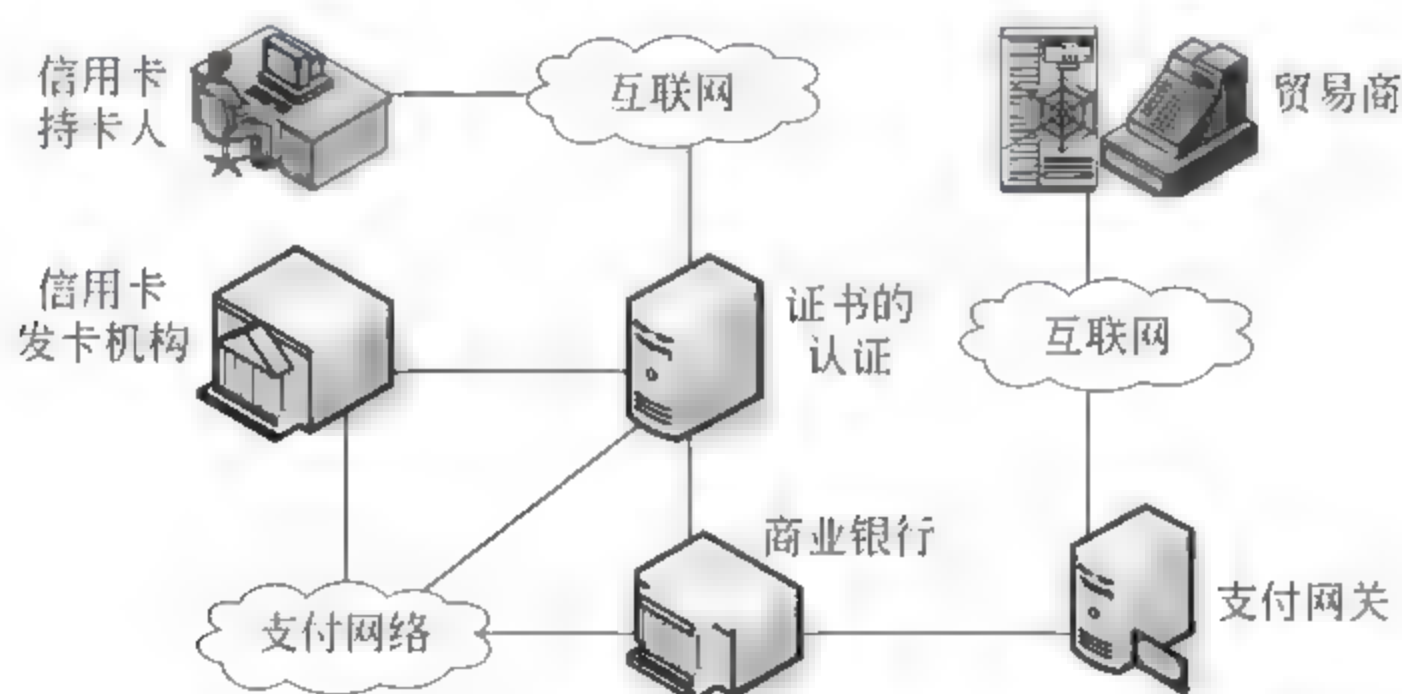 信用卡
持卡人
互联网
贸易商
信用卡
发卡机构
证书的
认证
互联网
商业银行
支付网络
支付网关